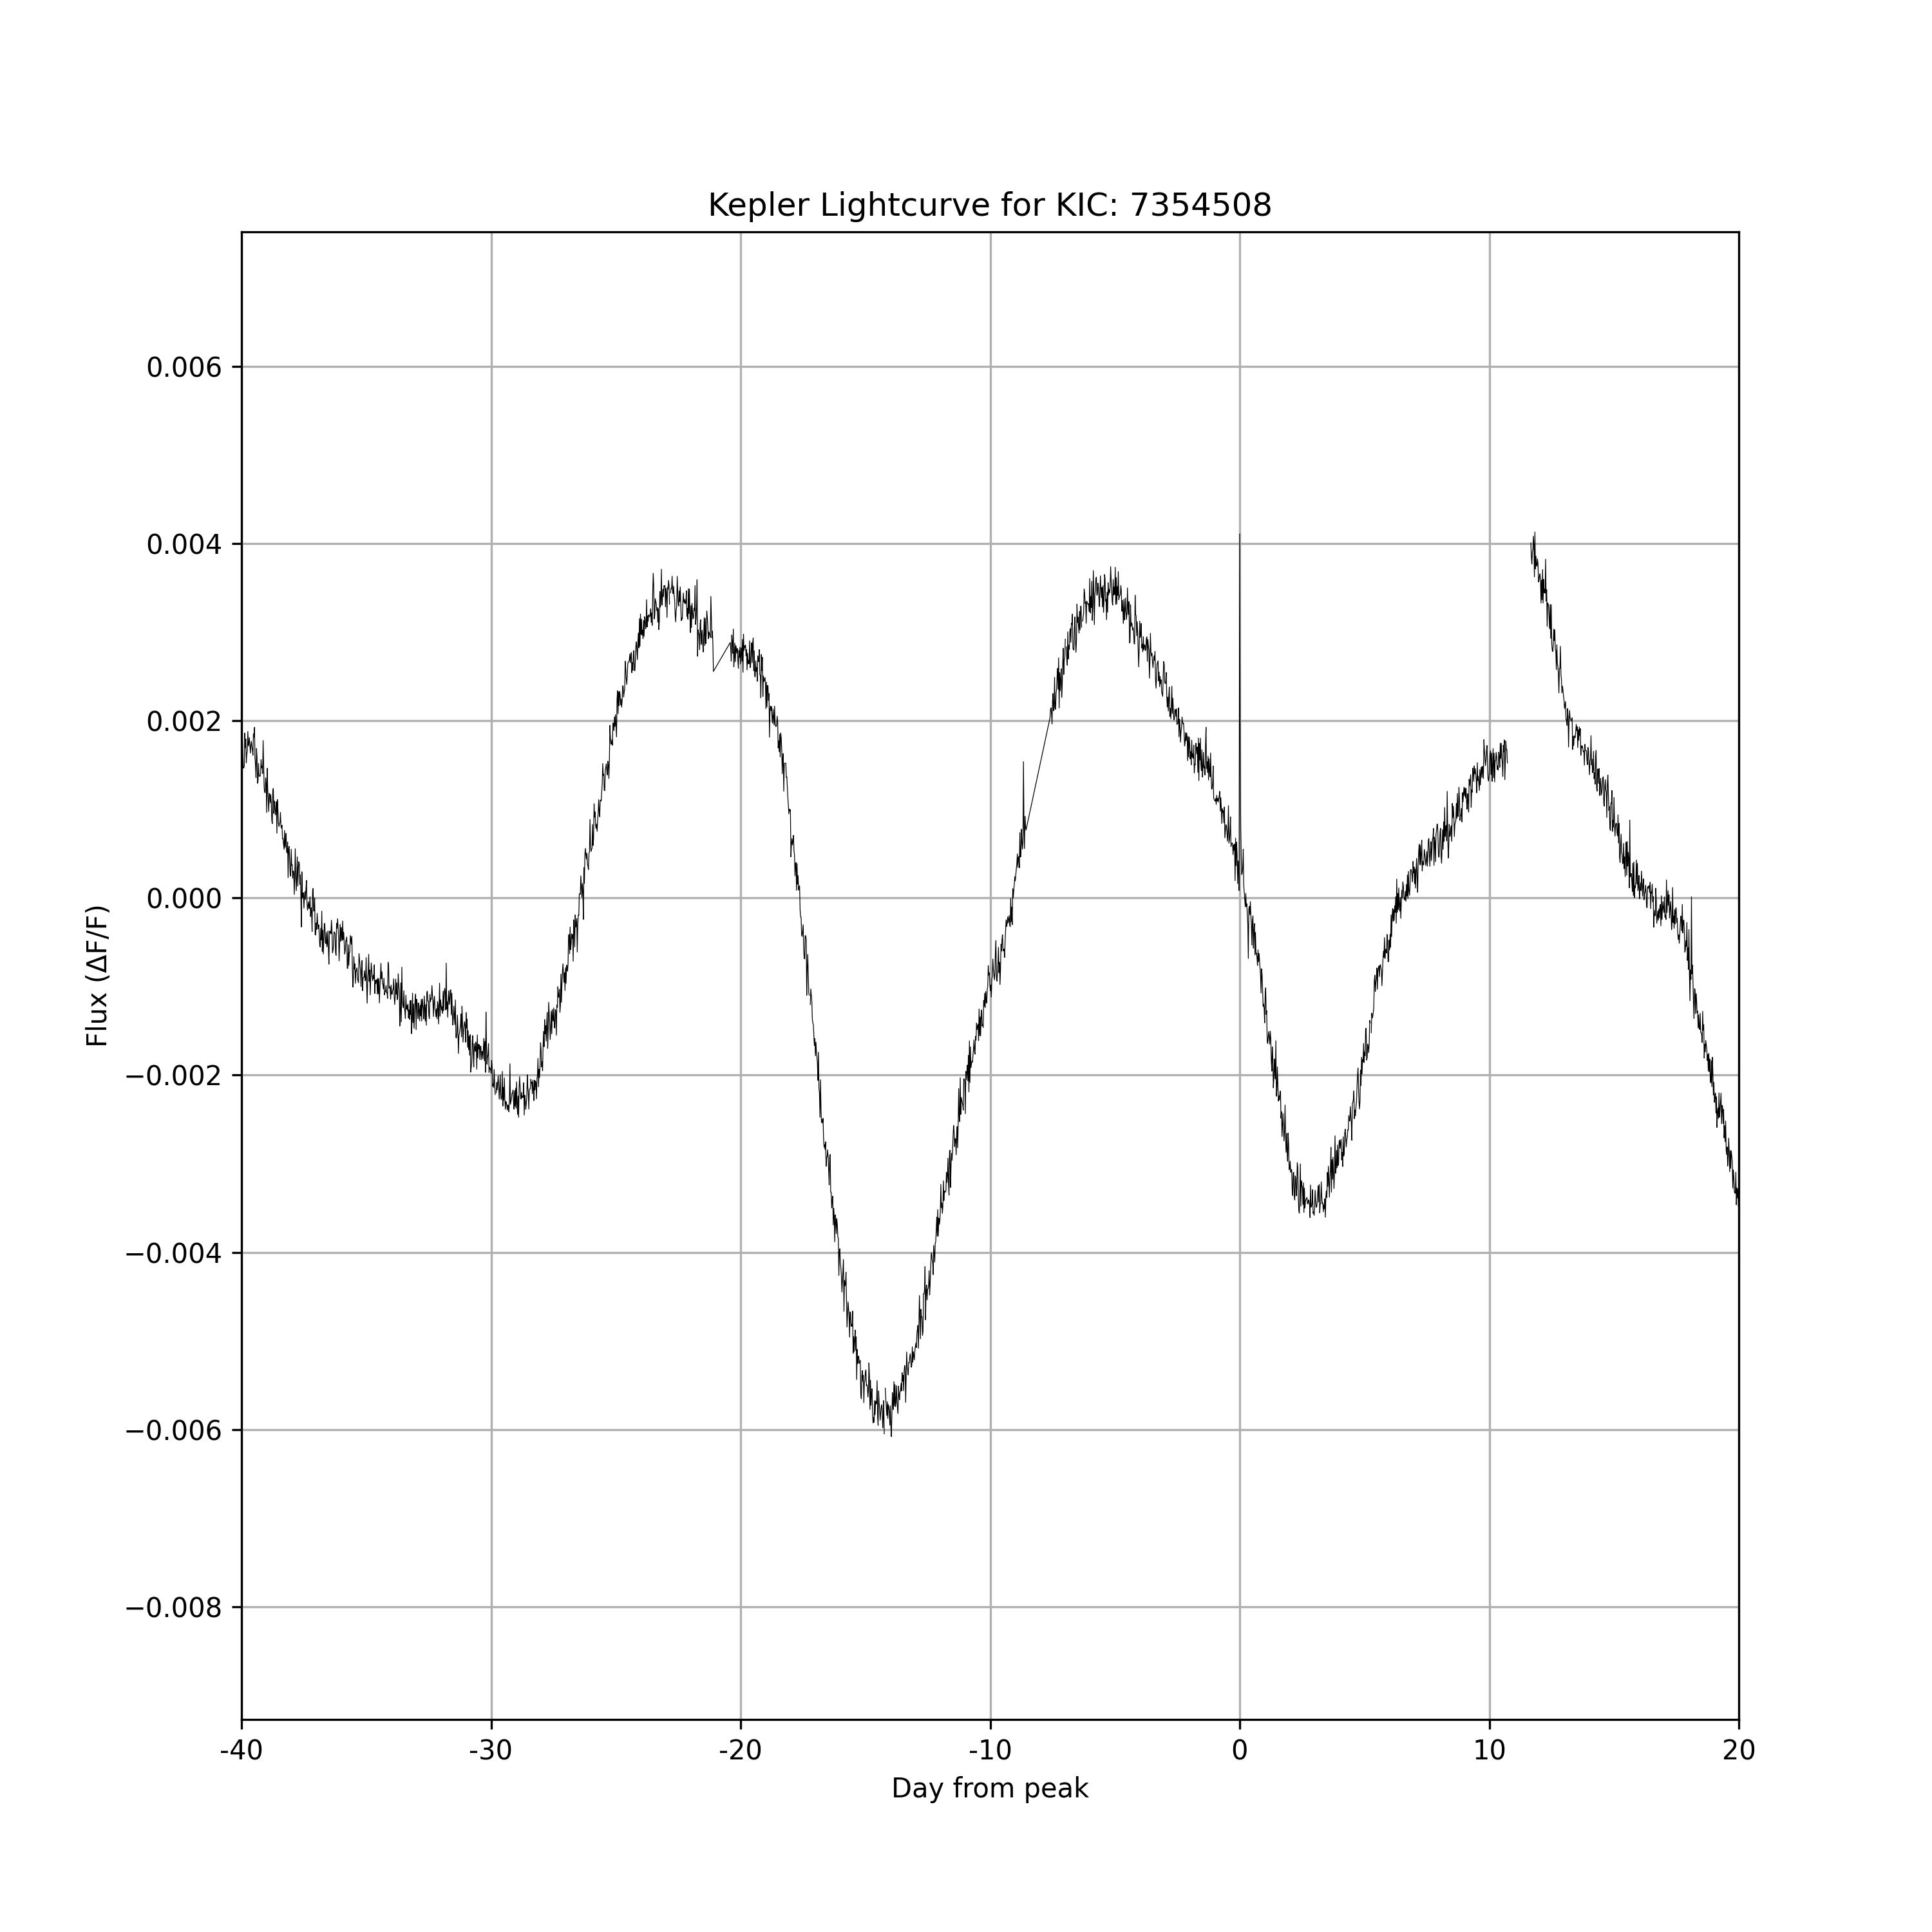 Kepler Lightcurve for KIC: 7354508
0.006
0.004
0.002
0.000
−0.002
−0.004
−0.006
−0.008
Flux (ΔF/F)
-40 -30 -20 -10 0 10 20
Day from peak